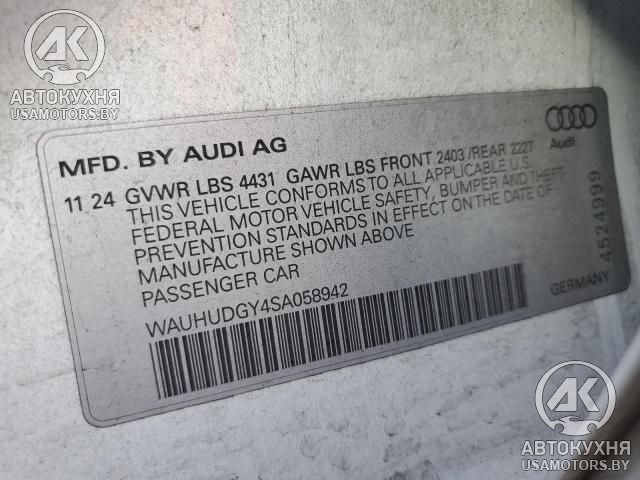 АК
АВТОКУХНЯ
USAMOTORS.BY
MFD. BY AUDI AG
Audi
11 24 GVWR LBS 4431 GAWR LBS FRONT 2403 /REAR 2227
THIS VEHICLE CONFORMS TO ALL APPLICABLE U.S.
FEDERAL MOTOR VEHICLE SAFETY, BUMPER AND THEFT
PREVENTION STANDARDS IN EFFECT ON THE DATE OF
MANUFACTURE SHOWN ABOVE
PASSENGER CAR
4524999
WAUHUDGY4SA058942
GERMANY
АК
АВТОКУХНЯ
USAMOTORS.BY